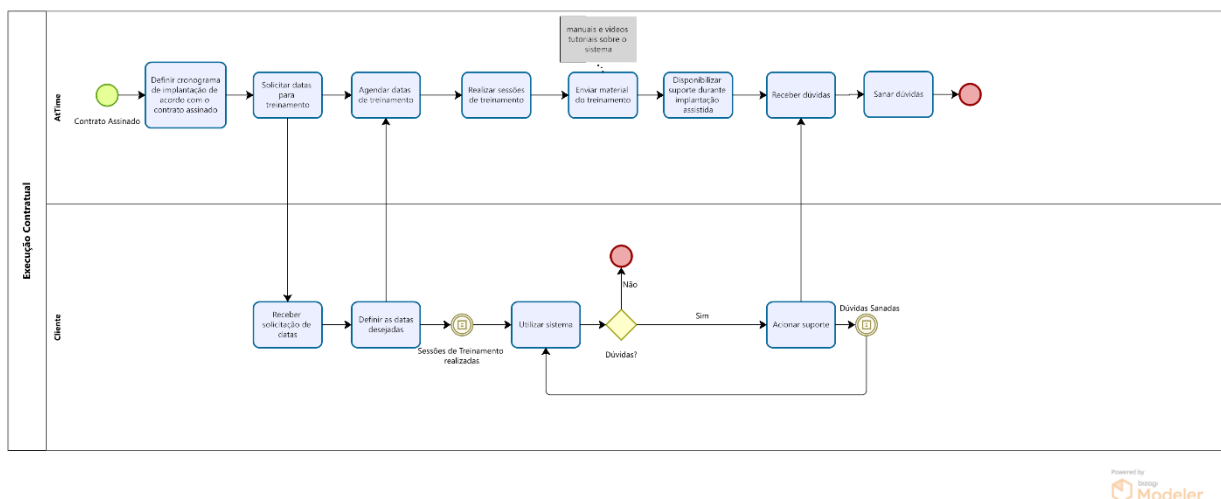 manuais e vídeos
tutoriais sobre o
sistema
Definir cronograma
de implantação de
acordo com o
contrato assinado
Solicitar datas
para
treinamento
Agendar datas
de treinamento
Realizar sessões
de treinamento
Enviar material
do treinamento
Disponibilizar
suporte durante
implantação
assistida
Receber dúvidas
Sanar dúvidas
Contrato Assinado
AtTime
Execução Contratual
Cliente
Receber
solicitação de
datas
Definir as datas
desejadas
Sessões de Treinamento
realizadas
Utilizar sistema
Não
Dúvidas?
Sim
Acionar suporte
Dúvidas Sanadas
Powered by
bizagi
Modeler